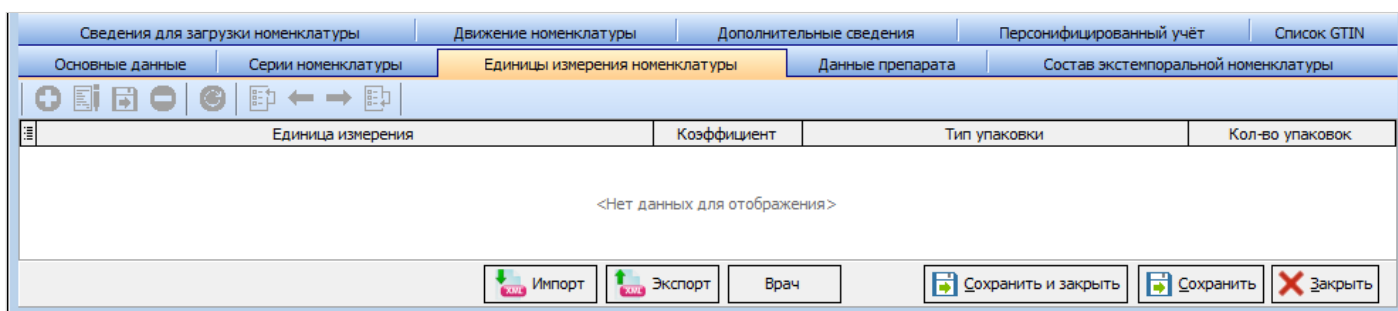 Сведения для загрузки номенклатуры Движение номенклатуры Дополнительные сведения Персонифицированный учёт Список GTIN
Основные данные Серии номенклатуры Единицы измерения номенклатуры Данные препарата Состав экстемпоральной номенклатуры
Единица измерения Коэффициент Тип упаковки Кол-во упаковок
<Нет данных для отображения>
XML Импорт XML Экспорт Врач Сохранить и закрыть Сохранить Закрыть